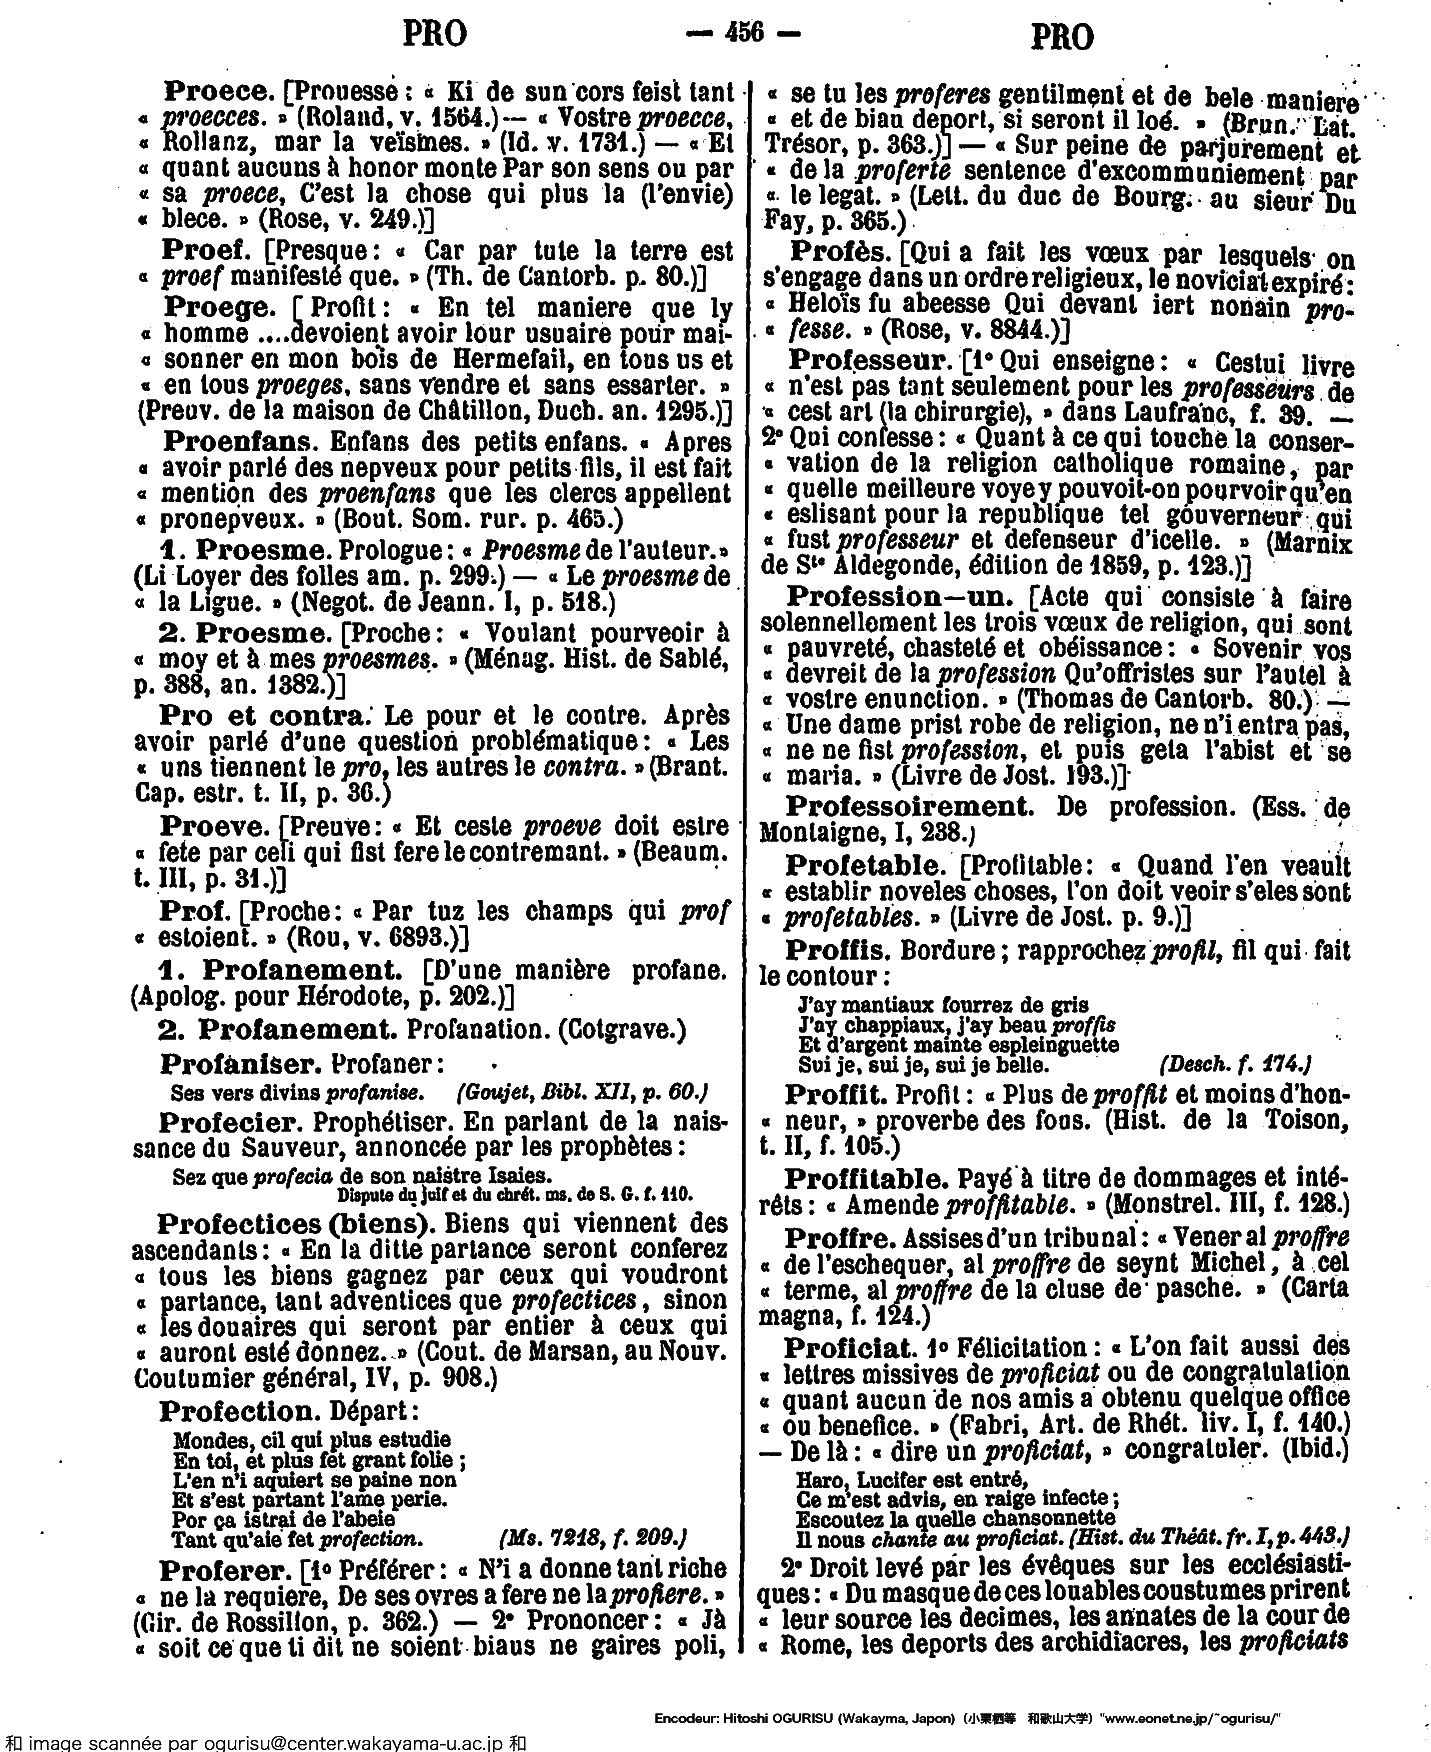 PRO — 456 — PRO
Proece. [Prouesse : « Ki de sun cors feist tant
« proecces. » (Roland, v. 1564.) — « Vostre proecce,
« Rollanz, mar la veïsmes. » (Id. v. 1731.) — « Et
« quant aucuns à honor monte Par son sens ou par
« sa proece, C'est la chose qui plus la (l'envie)
« blece. » (Rose, v. 249.)]
Proef. [Presque : « Car par tute la terre est
« proef manifesté que. » (Th. de Cantorb. p. 80.)]
Proege. [Profit : « En tel maniere que ly
« homme ....devoient avoir lour usuaire pour mai-
« sonner en mon bois de Hermefail, en tous us et
« en tous proeges, sans vendre et sans essarter. »
(Preuv. de la maison de Châtillon, Duch. an. 1295.)]
Proenfans. Enfans des petits enfans. « Apres
« avoir parlé des nepveux pour petits fils, il est fait
« mention des proenfans que les clercs appellent
« pronepveux. » (Bout. Som. rur. p. 465.)
1. Proesme. Prologue : « Proesme de l'auteur. »
(Li Loyer des folles am. p. 299.) — « Le proesme de
« la Ligue. » (Negot. de Jeann. I, p. 518.)
2. Proesme. [Proche : « Voulant pourveoir à
« moy et à mes proesmes. » (Ménag. Hist. de Sablé,
p. 388, an. 1382.)]
Pro et contra. Le pour et le contre. Après
avoir parlé d'une question problématique : « Les
« uns tiennent le pro, les autres le contra. » (Brant.
Cap. estr. t. II, p. 36.)
Proeve. [Preuve : « Et ceste proeve doit estre
« fete par celi qui fist fere le contremant. » (Beaum.
t. III, p. 31.)]
Prof. [Proche : « Par tuz les champs qui prof
« estoient. » (Rou, v. 6893.)]
1. Profanement. [D'une manière profane.
(Apolog. pour Hérodote, p. 202.)]
2. Profanement. Profanation. (Cotgrave.)
Profaniser. Profaner :
Ses vers divins profanise. (Goujet, Bibl. XII, p. 60.)
Profecier. Prophétiser. En parlant de la nais-
sance du Sauveur, annoncée par les prophètes :
Sez que profecia de son naistre Isaies.
Dispute du juif et du chrét. ms. de S. G. f. 110.
Profectices (biens). Biens qui viennent des
ascendants : « En la ditte partance seront conferez
« tous les biens gagnez par ceux qui voudront
« partance, tant adventices que profectices, sinon
« les douaires qui seront par entier à ceux qui
« auront esté donnez. » (Cout. de Marsan, au Nouv.
Coutumier général, IV, p. 908.)
Profection. Départ :
Mondes, cil qui plus estudie
En toi, et plus fet grant folie ;
L'en n'i aquiert se paine non
Et s'est partant l'ame perie.
Por ça istrai de l'abeie
Tant qu'aie fet profection. (Ms. 7218, f. 209.)
Proferer. [1º Préférer : « N'i a donne tant riche
« ne la requiere, De ses ovres a fere ne la profiere. »
(Gir. de Rossillon, p. 362.) — 2º Prononcer : « Jà
« soit ce que ti dit ne soient biaus ne gaires poli,
« se tu les proferes gentilment et de bele maniere
« et de biau deport, si seront il loé. » (Brun. Lat.
Trésor, p. 363.)] — « Sur peine de parjurement et
« de la proferte sentence d'excommuniement par
« le legat. » (Lett. du duc de Bourg. au sieur Du
Fay, p. 365.)
Profès. [Qui a fait les vœux par lesquels on
s'engage dans un ordre religieux, le noviciat expiré :
« Heloïs fu abeesse Qui devant iert nonain pro-
« fesse. » (Rose, v. 8844.)]
Professeur. [1º Qui enseigne : « Cestui livre
« n'est pas tant seulement pour les professeurs de
« cest art (la chirurgie), » dans Laufranc, f. 39. —
2º Qui confesse : « Quant à ce qui touche la conser-
« vation de la religion catholique romaine, par
« quelle meilleure voye y pouvoit-on pourvoir qu'en
« eslisant pour la republique tel gouverneur qui
« fust professeur et defenseur d'icelle. » (Marnix
de Ste Aldegonde, édition de 1859, p. 123.)]
Profession—un. [Acte qui consiste à faire
solennellement les trois vœux de religion, qui sont
« pauvreté, chasteté et obéissance : « Sovenir vos
« devreit de la profession Qu'offristes sur l'autel à
« vostre enunction. » (Thomas de Cantorb. 80.) —
« Une dame prist robe de religion, ne n'i entra pas,
« ne ne fist profession, et puis geta l'abist et se
« maria. » (Livre de Jost. 193.)]
Professoirement. De profession. (Ess. de
Montaigne, I, 238.)
Profetable. [Profitable : « Quand l'en veault
« establir noveles choses, l'on doit veoir s'eles sont
« profetables. » (Livre de Jost. p. 9.)]
Proffis. Bordure ; rapprochez profil, fil qui fait
le contour :
J'ay mantiaux fourrez de gris
J'ay chappiaux, j'ay beau proffis
Et d'argent mainte espleinguette
Sui je, sui je, sui je belle. (Desch. f. 174.)
Proffit. Profit : « Plus de proffit et moins d'hon-
« neur, » proverbe des fous. (Hist. de la Toison,
t. II, f. 105.)
Proffitable. Payé à titre de dommages et inté-
rêts : « Amende proffitable. » (Monstrel. III, f. 128.)
Proffre. Assises d'un tribunal : « Vener al proffre
« de l'eschequer, al proffre de seynt Michel, à cel
« terme, al proffre de la cluse de pasche. » (Carta
magna, f. 124.)
Proficiat. 1º Félicitation : « L'on fait aussi des
« lettres missives de proficiat ou de congratulation
« quant aucun de nos amis a obtenu quelque office
« ou benefice. » (Fabri, Art. de Rhét. liv. I, f. 140.)
— De là : « dire un proficiat, » congratuler. (Ibid.)
Haro, Lucifer est entré,
Ce m'est advis, en raige infecte ;
Escoutez la quelle chansonnette
Il nous chante au proficiat. (Hist. du Théât. fr. I, p. 443.)
2º Droit levé par les évêques sur les ecclésiasti-
ques : « Du masque de ces louables coustumes prirent
« leur source les decimes, les annates de la cour de
« Rome, les deports des archidiacres, les proficiats
Encodeur: Hitoshi OGURISU (Wakayma, Japon) (小栗栖等 和歌山大学) "www.eonet.ne.jp/~ogurisu/"
和 image scannée par ogurisu@center.wakayama-u.ac.jp 和